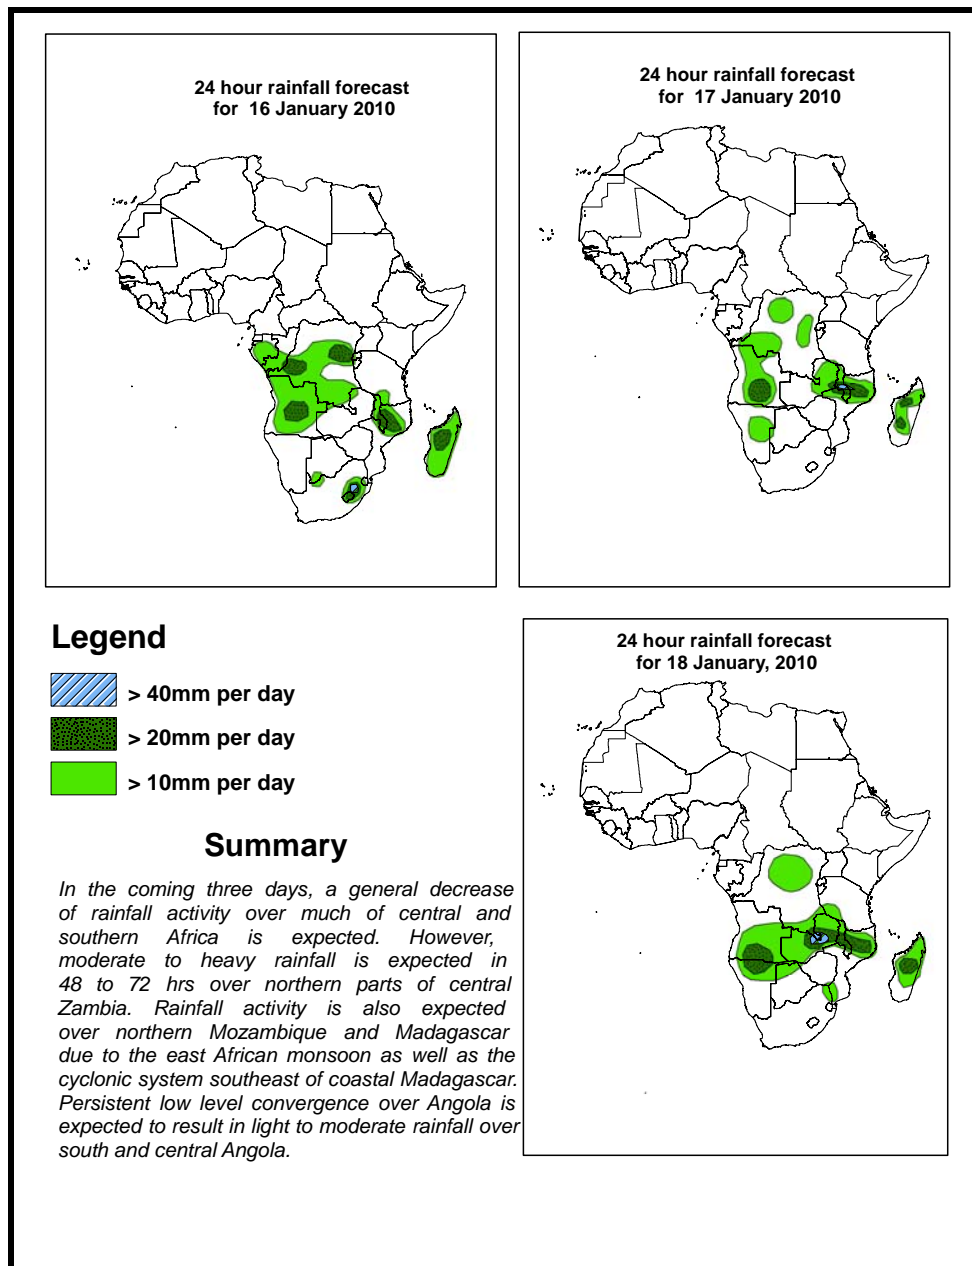 24 hour rainfall forecast
for 16 January 2010
24 hour rainfall forecast
for 17 January 2010
Legend
> 40mm per day
> 20mm per day
> 10mm per day
Summary
In the coming three days, a general decrease
of rainfall activity over much of central and
southern Africa is expected. However,
moderate to heavy rainfall is expected in
48 to 72 hrs over northern parts of central
Zambia. Rainfall activity is also expected
over northern Mozambique and Madagascar
due to the east African monsoon as well as the
cyclonic system southeast of coastal Madagascar.
Persistent low level convergence over Angola is
expected to result in light to moderate rainfall over
south and central Angola.
24 hour rainfall forecast
for 18 January, 2010